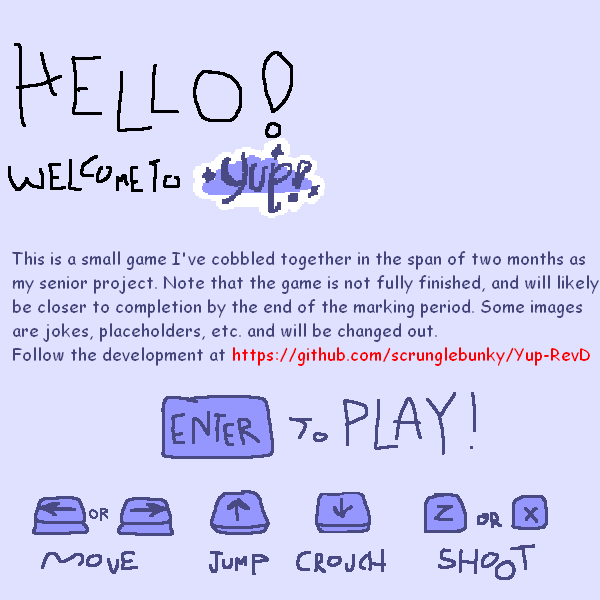 HELLO!
WELCOME TO Yup!
This is a small game I've cobbled together in the span of two months as
my senior project. Note that the game is not fully finished, and will likely
be closer to completion by the end of the marking period. Some images
are jokes, placeholders, etc. and will be changed out.
Follow the development at https://github.com/scrunglebunky/Yup-RevD
ENTER TO PLAY!
← OR → ↑ ↓ Z OR X
MOVE JUMP CROUCH SHOOT